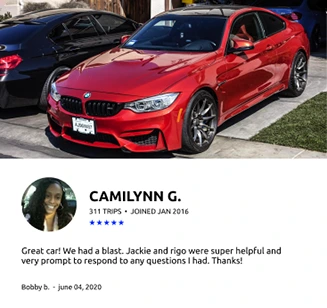 CAMILYNN G.
311 TRIPS • JOINED JAN 2016
★★★★★
Great car! We had a blast. Jackie and rigo were super helpful and
very prompt to respond to any questions I had. Thanks!
Bobby b. · june 04, 2020